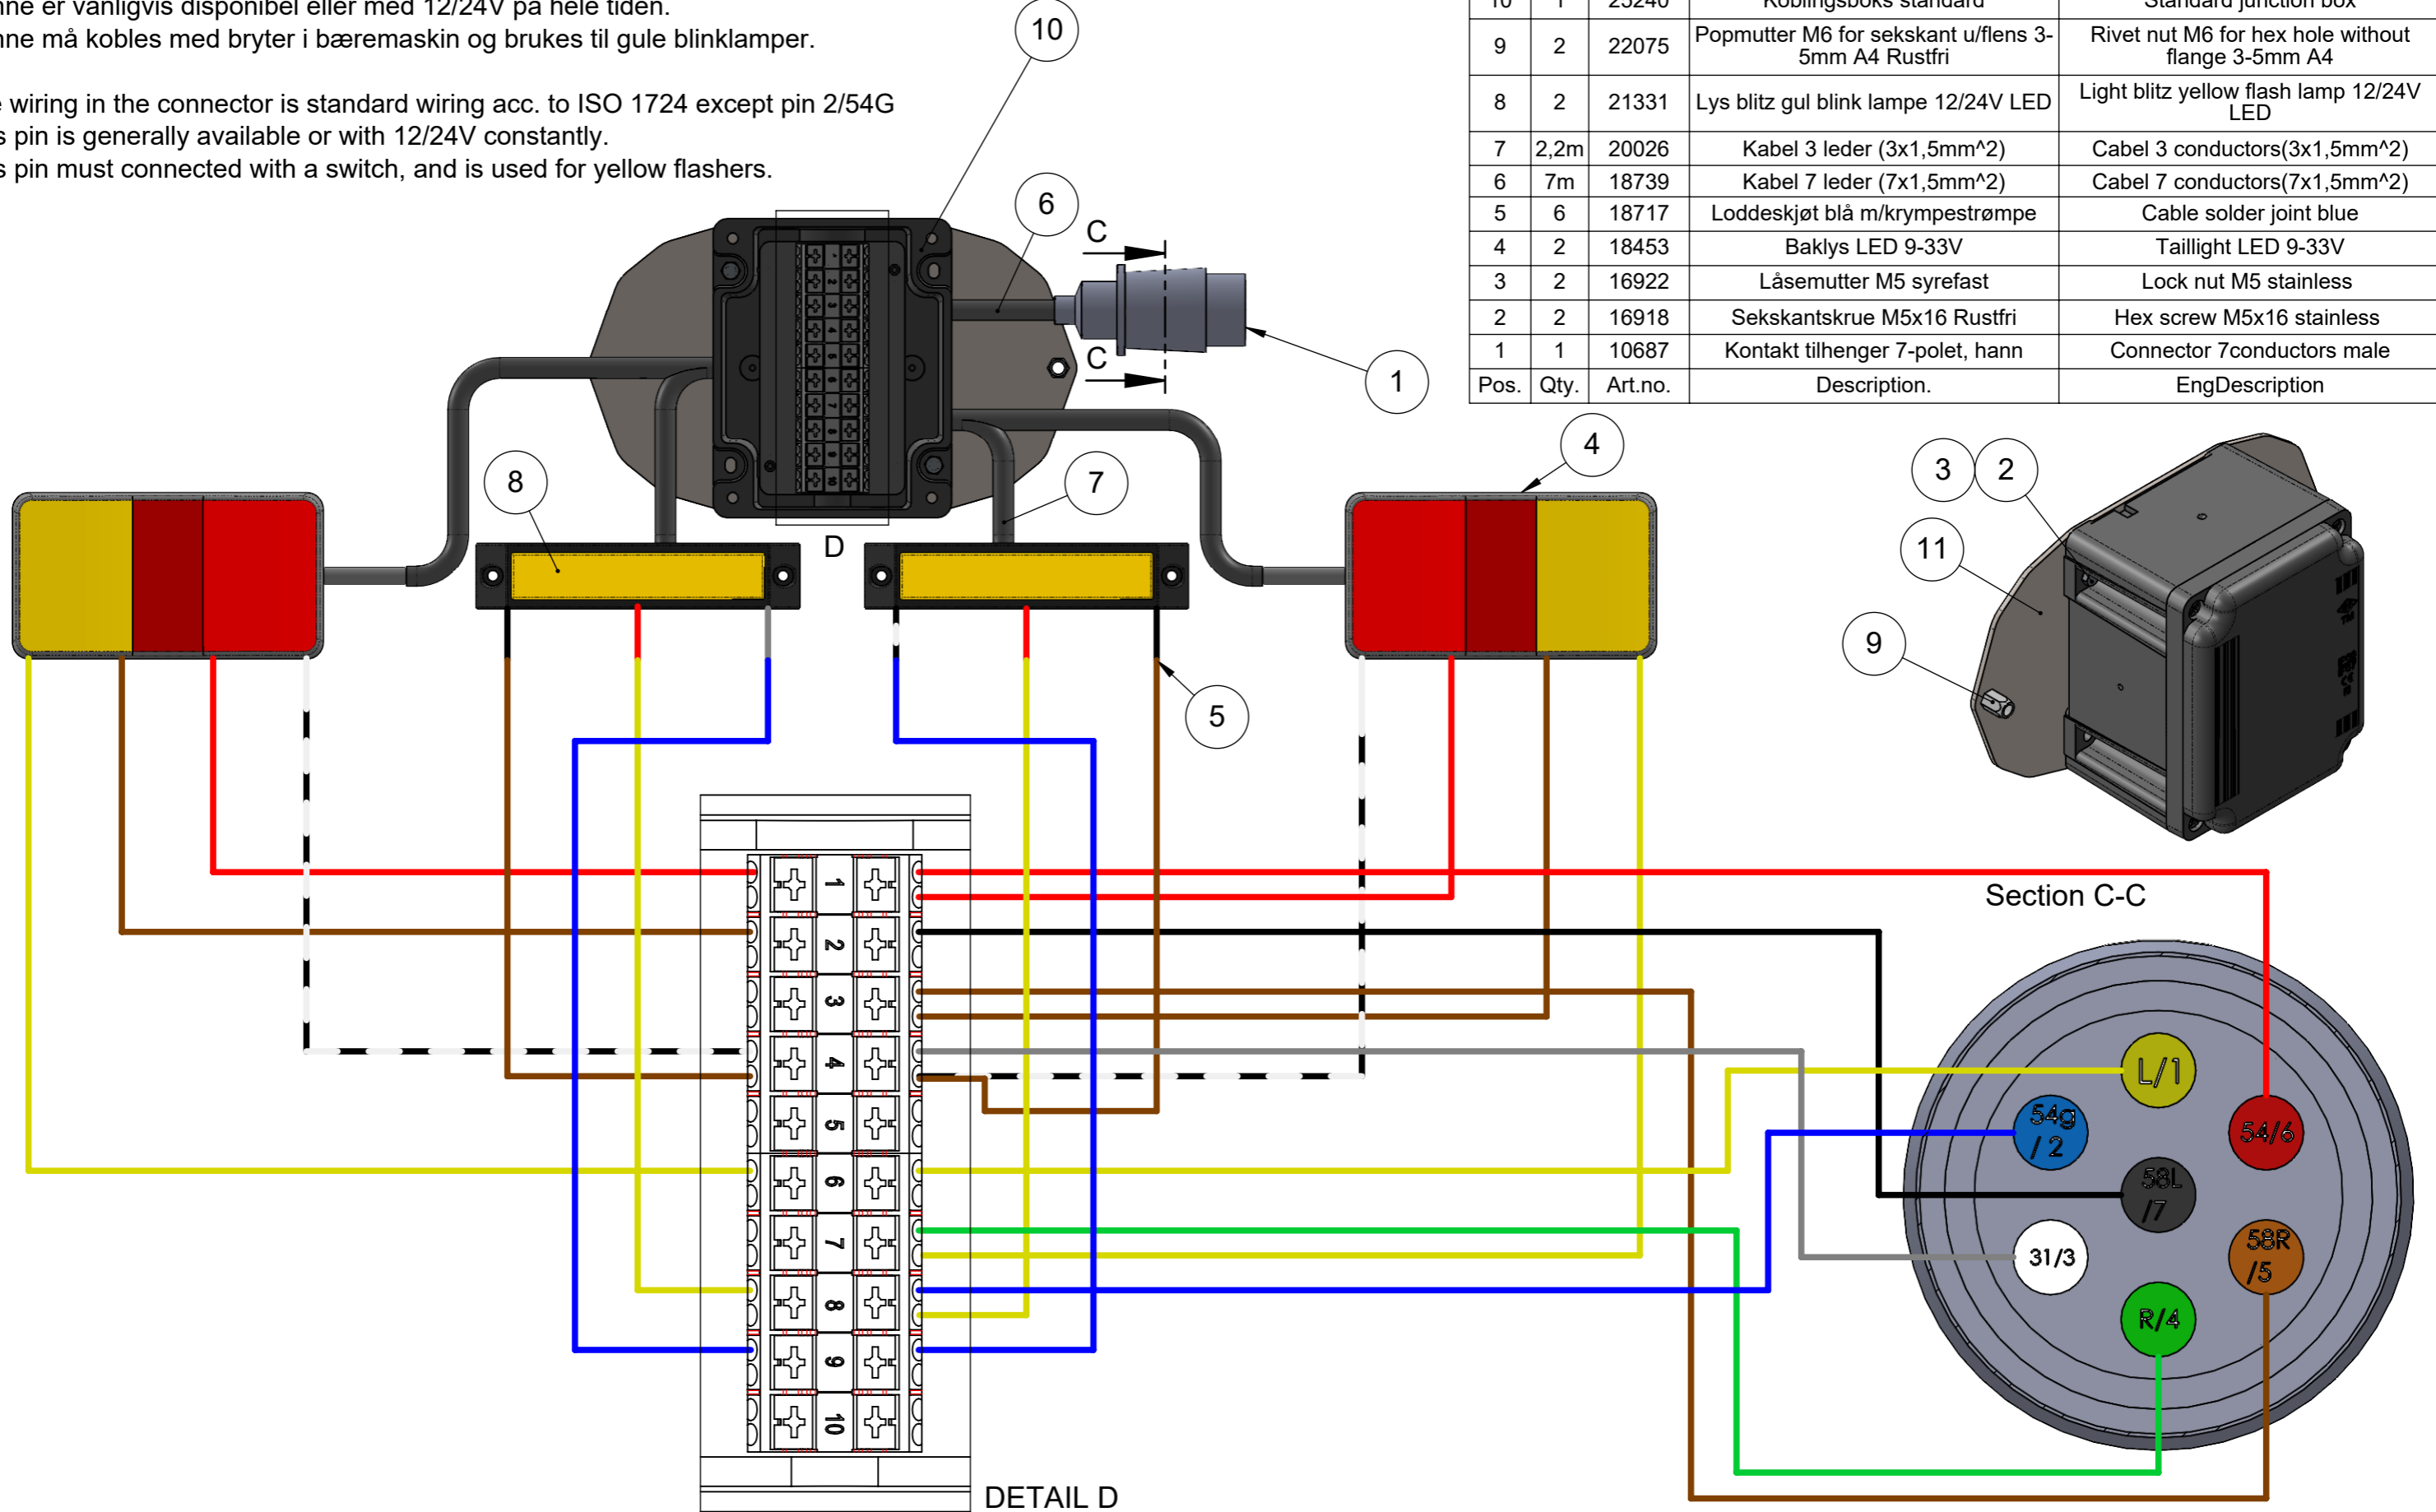 nne er vanligvis disponibel eller med 12/24V på hele tiden.
nne må kobles med bryter i bæremaskin og brukes til gule blinklamper.
e wiring in the connector is standard wiring acc. to ISO 1724 except pin 2/54G
s pin is generally available or with 12/24V constantly.
s pin must connected with a switch, and is used for yellow flashers.
10 1 25240 Koblingsboks standard Standard junction box
9 2 22075 Popmutter M6 for sekskant u/flens 3-
5mm A4 Rustfri Rivet nut M6 for hex hole without
flange 3-5mm A4
8 2 21331 Lys blitz gul blink lampe 12/24V LED Light blitz yellow flash lamp 12/24V
LED
7 2,2m 20026 Kabel 3 leder (3x1,5mm^2) Cabel 3 conductors(3x1,5mm^2)
6 7m 18739 Kabel 7 leder (7x1,5mm^2) Cabel 7 conductors(7x1,5mm^2)
5 6 18717 Loddeskjøt blå m/krympestrømpe Cable solder joint blue
4 2 18453 Baklys LED 9-33V Taillight LED 9-33V
3 2 16922 Låsemutter M5 syrefast Lock nut M5 stainless
2 2 16918 Sekskantskrue M5x16 Rustfri Hex screw M5x16 stainless
1 1 10687 Kontakt tilhenger 7-polet, hann Connector 7conductors male
Pos. Qty. Art.no. Description. EngDescription
10
6
C
C
1
8
7
4
D
5
3 2
11
9
1
2
3
4
5
6
7
8
9
10
DETAIL D
Section C-C
L/1
54g
/ 2
54/6
58L
/7
31/3
58R
/5
R/4